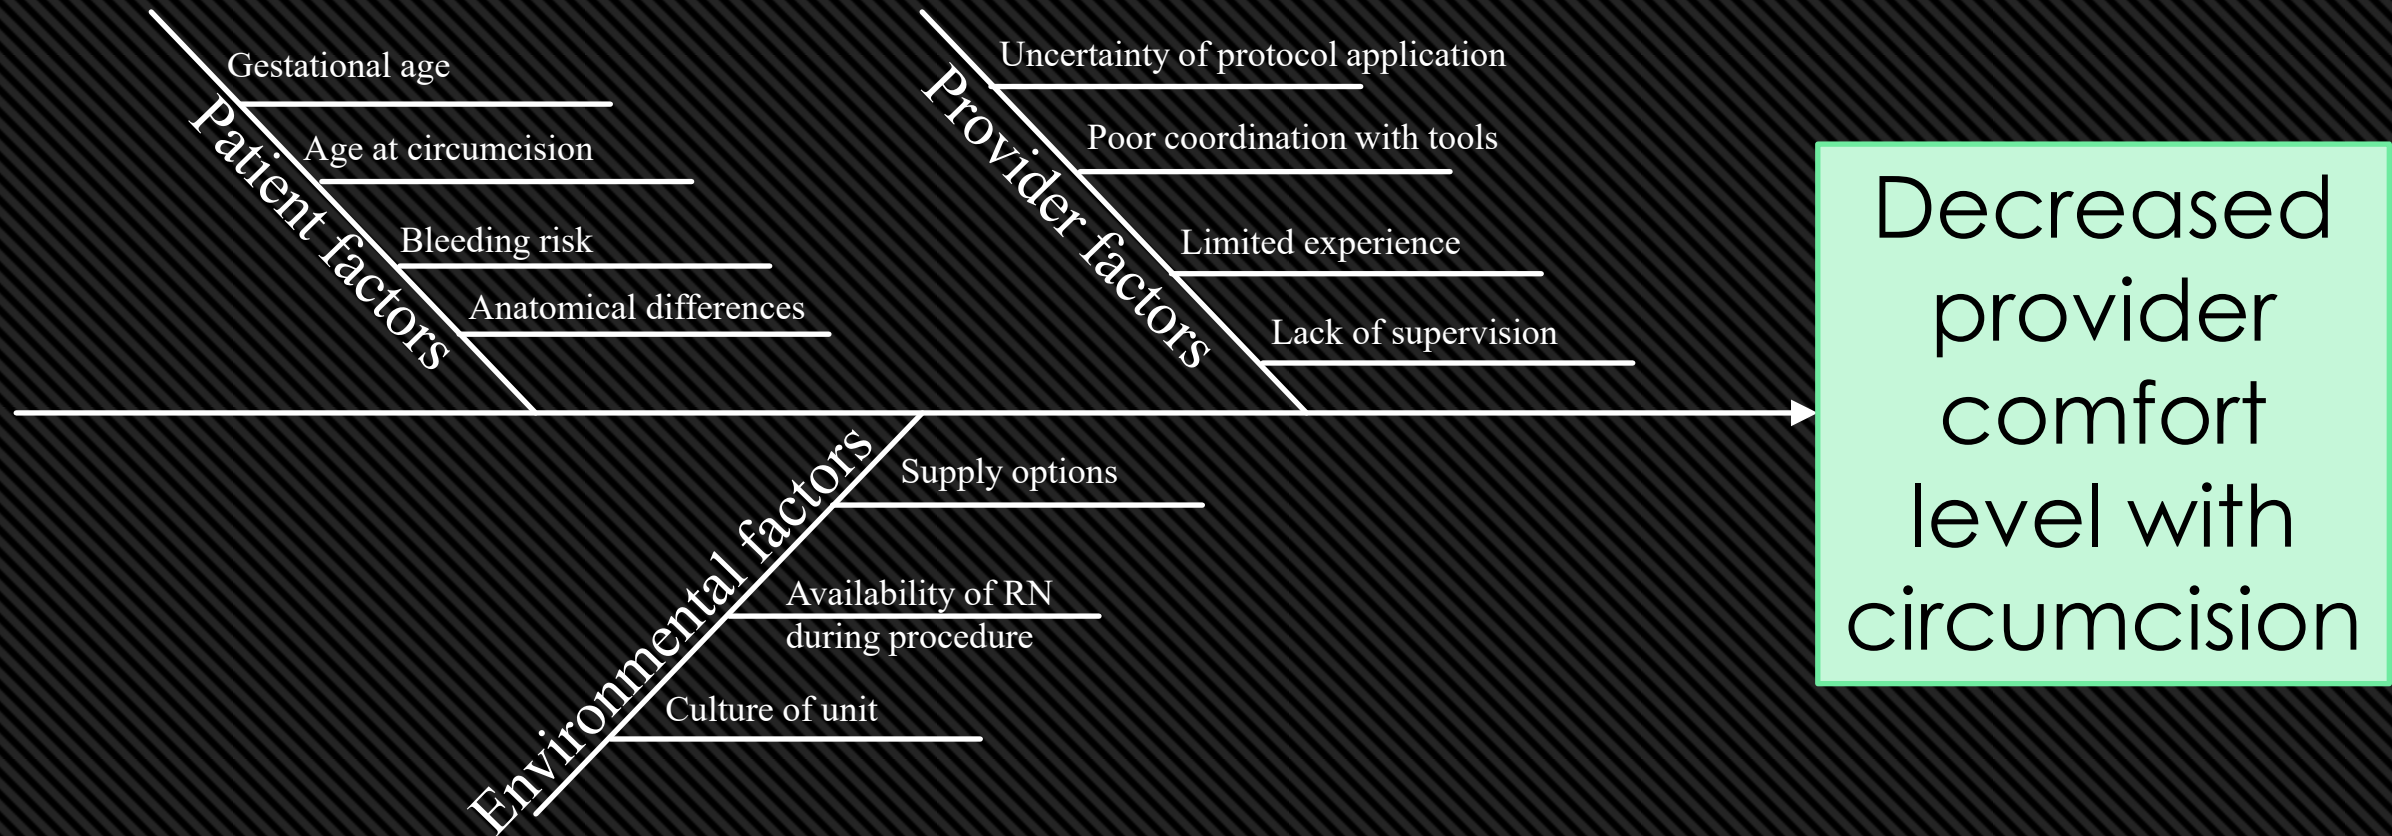 Patient factors
Gestational age
Age at circumcision
Bleeding risk
Anatomical differences
Provider factors
Uncertainty of protocol application
Poor coordination with tools
Limited experience
Lack of supervision
Environmental factors
Supply options
Availability of RN
during procedure
Culture of unit
Decreased
provider
comfort
level with
circumcision